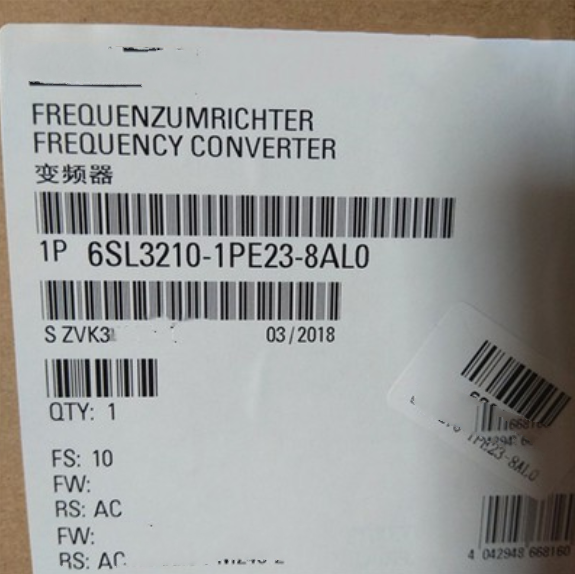 FREQUENZUMRICHTER
FREQUENCY CONVERTER
变频器
1P 6SL3210-1PE23-8AL0
S ZVK3
03/2018
QTY: 1
FS: 10
FW:
RS: AC
FW:
RS: AC
1PE23-8AL0
4 042948 668160